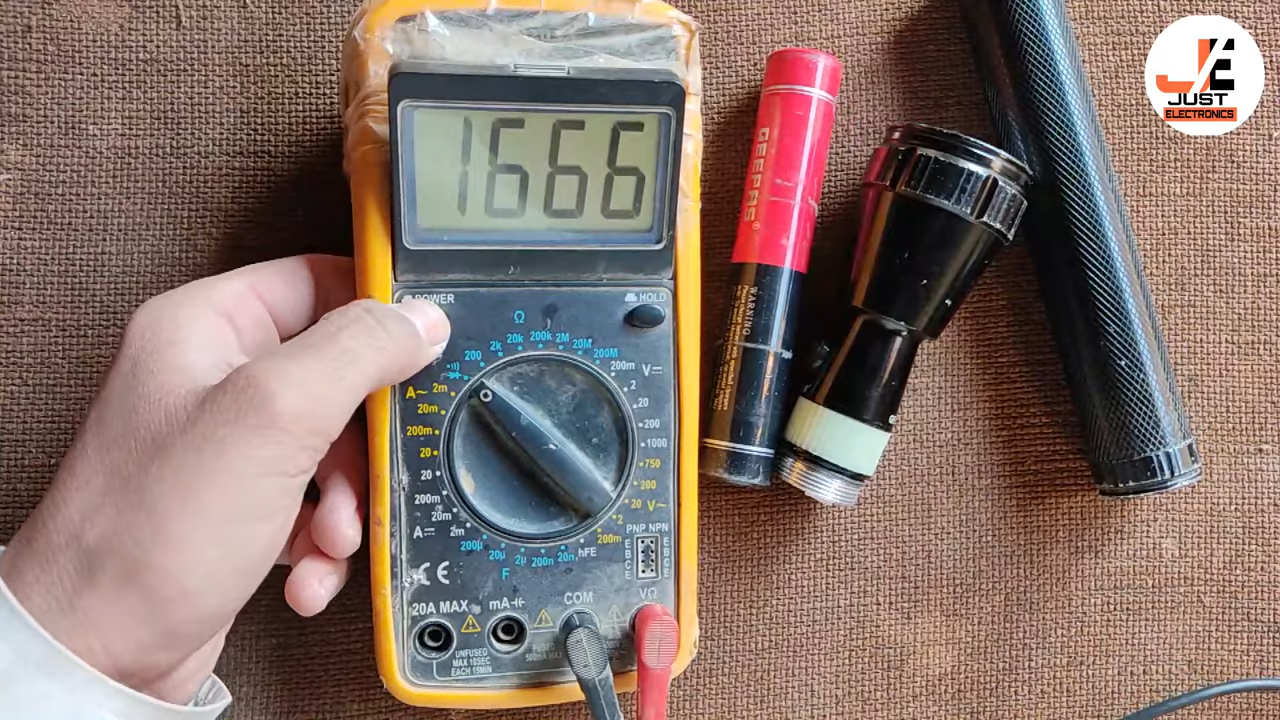 JE
JUST
ELECTRONICS
1666
POWER
HOLD
Ω
200 2k 20k 200k 2M 20M 200M
A~ 2m
20m
200m
20
20
200m
20m
A⎓ 2m
200m V⎓
2
20
200
1000
750
200
20 V~
2
200m
200µ 20µ 2µ 200n 20n hFE
F
PNP NPN
E E
B B
C C
E E
CE
20A MAX mA COM VΩ
UNFUSED
MAX 10SEC
EACH 15MIN
GEEPAS®
WARNING